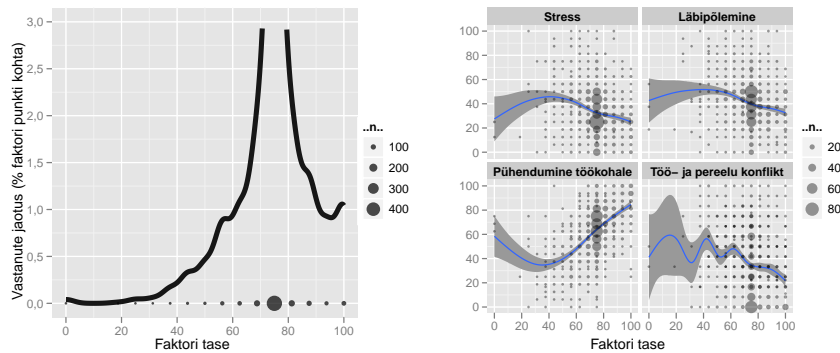 Vastanute jaotus (% faktori punkti kohta)
3,0
2,5
2,0
1,5
1,0
0,5
0,0
0 20 40 60 80 100
Faktori tase
..n..
100
200
300
400
Stress
Läbipõlemine
100
80
60
40
20
0
Pühendumine töökohale
Töö− ja pereelu konflikt
100
80
60
40
20
0
0 20 40 60 80 100 0 20 40 60 80 100
Faktori tase
..n..
20
40
60
80